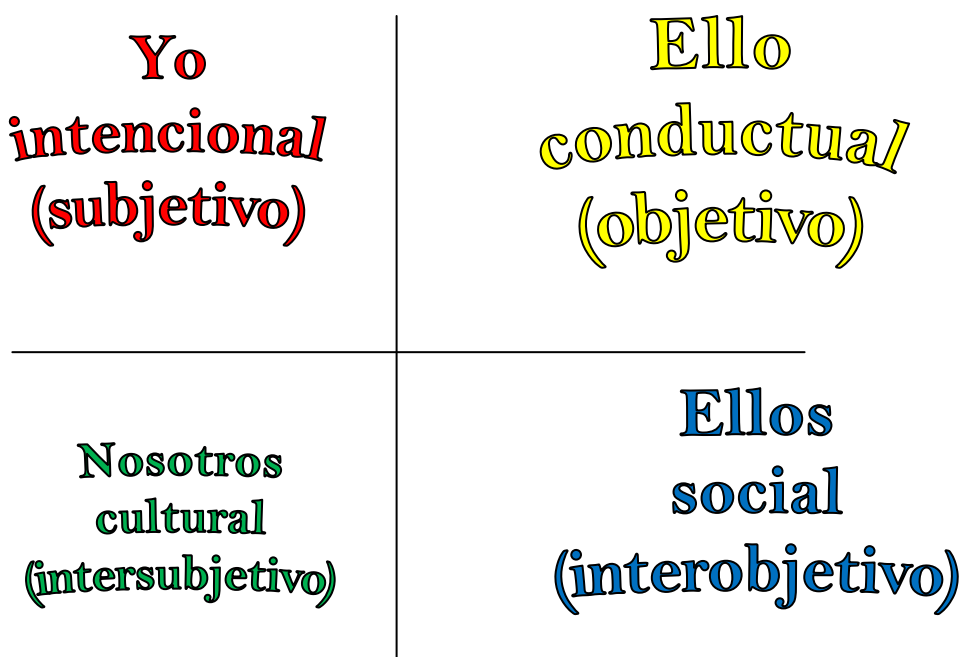 Yo
intencional
(subjetivo)
Ello
conductual
(objetivo)
Nosotros
cultural
(intersubjetivo)
Ellos
social
(interobjetivo)